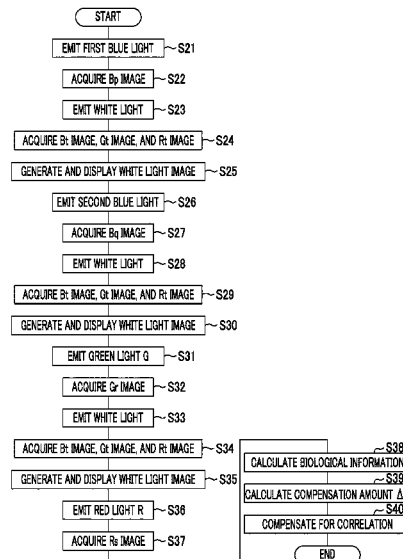 START
EMIT FIRST BLUE LIGHT ~S21
ACQUIRE Bp IMAGE ~S22
EMIT WHITE LIGHT ~S23
ACQUIRE Bt IMAGE, Gt IMAGE, AND Rt IMAGE ~S24
GENERATE AND DISPLAY WHITE LIGHT IMAGE ~S25
EMIT SECOND BLUE LIGHT ~S26
ACQUIRE Bq IMAGE ~S27
EMIT WHITE LIGHT ~S28
ACQUIRE Bt IMAGE, Gt IMAGE, AND Rt IMAGE ~S29
GENERATE AND DISPLAY WHITE LIGHT IMAGE ~S30
EMIT GREEN LIGHT G ~S31
ACQUIRE Gr IMAGE ~S32
EMIT WHITE LIGHT ~S33
ACQUIRE Bt IMAGE, Gt IMAGE, AND Rt IMAGE ~S34
GENERATE AND DISPLAY WHITE LIGHT IMAGE ~S35
EMIT RED LIGHT R ~S36
ACQUIRE Rs IMAGE ~S37
~S38
CALCULATE BIOLOGICAL INFORMATION
~S39
CALCULATE COMPENSATION AMOUNT Δ
~S40
COMPENSATE FOR CORRELATION
END